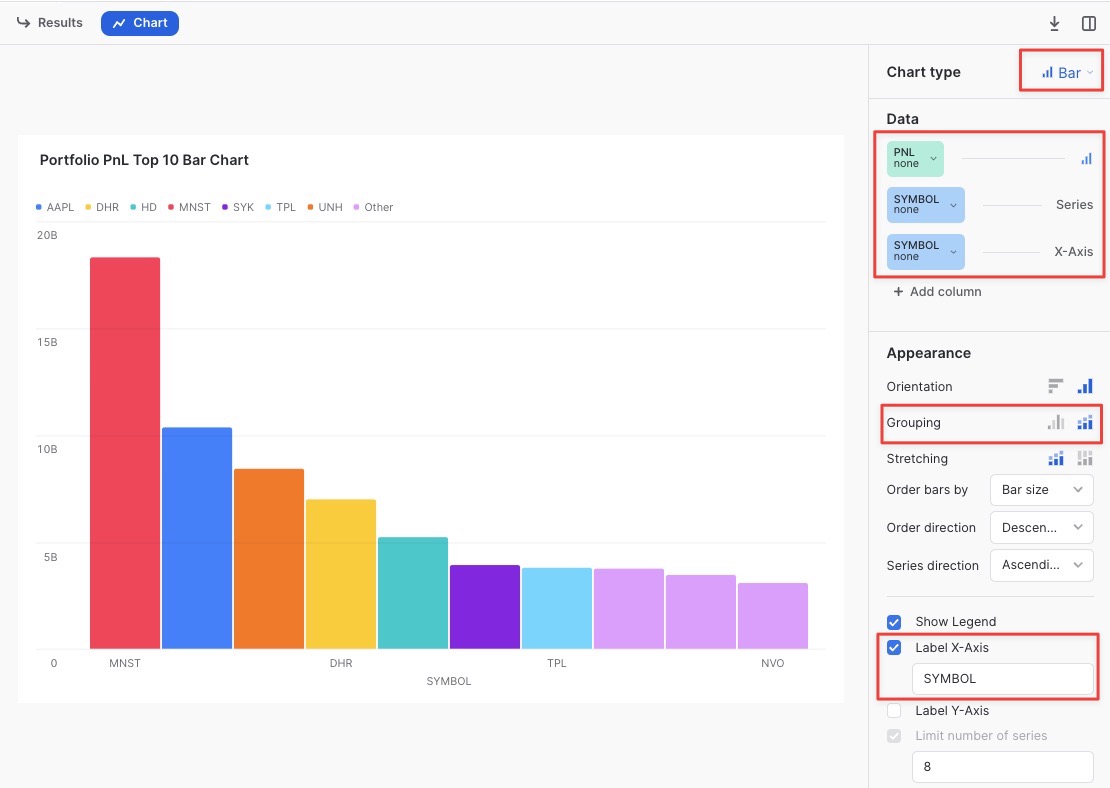 Results Chart
Chart type Bar
Portfolio PnL Top 10 Bar Chart
AAPL DHR HD MNST SYK TPL UNH Other
20B
15B
10B
5B
0
MNST DHR TPL NVO
SYMBOL
Data
PNL
none
SYMBOL
none
Series
SYMBOL
none
X-Axis
+ Add column
Appearance
Orientation
Grouping
Stretching
Order bars by Bar size
Order direction Descen...
Series direction Ascendi...
Show Legend
Label X-Axis
SYMBOL
Label Y-Axis
Limit number of series
8